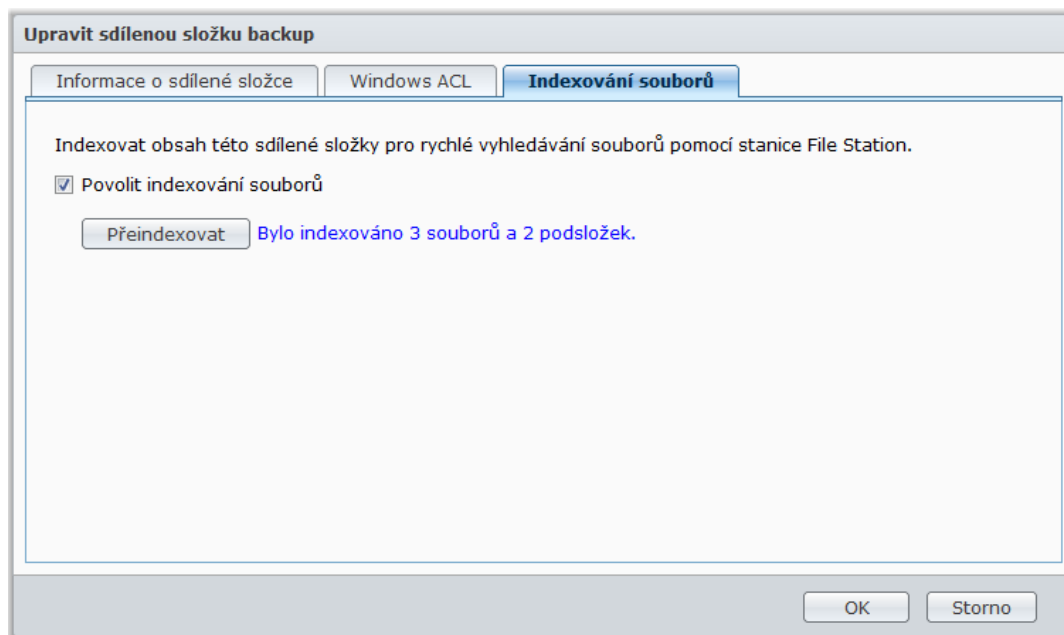 Upravit sdílenou složku backup
Informace o sdílené složce Windows ACL Indexování souborů
Indexovat obsah této sdílené složky pro rychlé vyhledávání souborů pomocí stanice File Station.
Povolit indexování souborů
Přeindexovat Bylo indexováno 3 souborů a 2 podsložek.
OK Storno